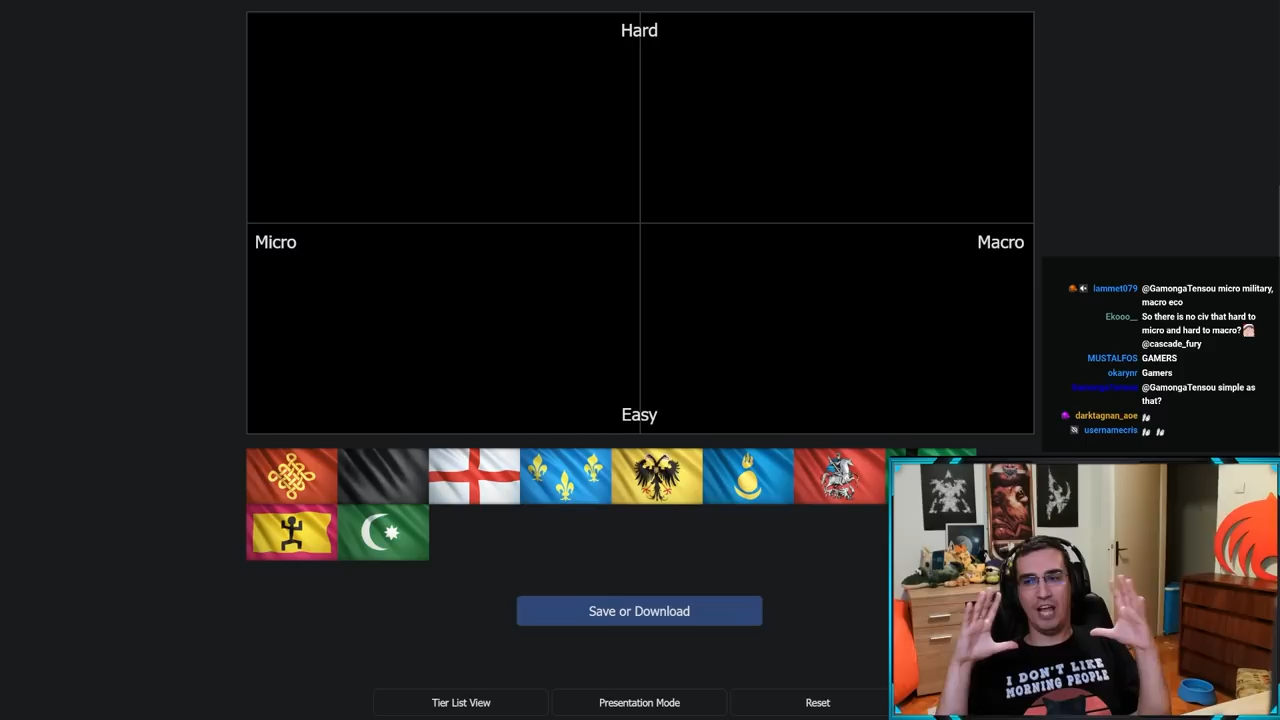 Hard
Micro
Macro
Easy
lammet079 @GamongaTensou micro military,
macro eco
Ekooo__ So there is no civ that hard to
micro and hard to macro?
@cascade_fury
MUSTALFOS GAMERS
okarynr Gamers
@GamongaTensou simple as
that?
darktagnan_aoe
usernamecris
Save or Download
Tier List View
Presentation Mode
Reset
I DON'T LIKE
MORNING PEOPLE